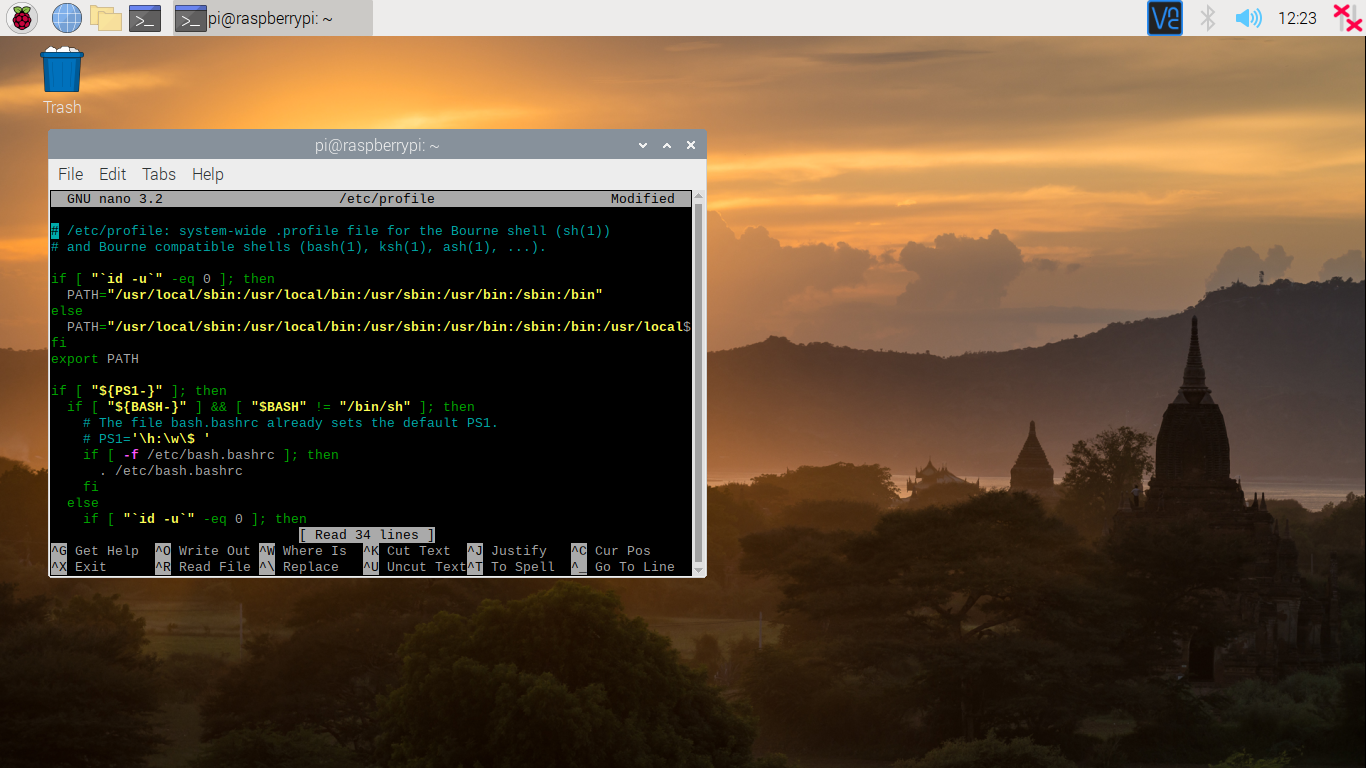 pi@raspberrypi: ~
VNC
12:23
Trash
pi@raspberrypi: ~
File Edit Tabs Help
GNU nano 3.2 /etc/profile Modified
# /etc/profile: system-wide .profile file for the Bourne shell (sh(1))
# and Bourne compatible shells (bash(1), ksh(1), ash(1), ...).
if [ "`id -u`" -eq 0 ]; then
  PATH="/usr/local/sbin:/usr/local/bin:/usr/sbin:/usr/bin:/sbin:/bin"
else
  PATH="/usr/local/sbin:/usr/local/bin:/usr/sbin:/usr/bin:/sbin:/bin:/usr/local$
fi
export PATH
if [ "${PS1-}" ]; then
  if [ "${BASH-}" ] && [ "$BASH" != "/bin/sh" ]; then
    # The file bash.bashrc already sets the default PS1.
    # PS1='\h:\w\$ '
    if [ -f /etc/bash.bashrc ]; then
      . /etc/bash.bashrc
    fi
  else
    if [ "`id -u`" -eq 0 ]; then
[ Read 34 lines ]
^G Get Help ^O Write Out ^W Where Is ^K Cut Text ^J Justify ^C Cur Pos
^X Exit ^R Read File ^\ Replace ^U Uncut Text ^T To Spell ^_ Go To Line